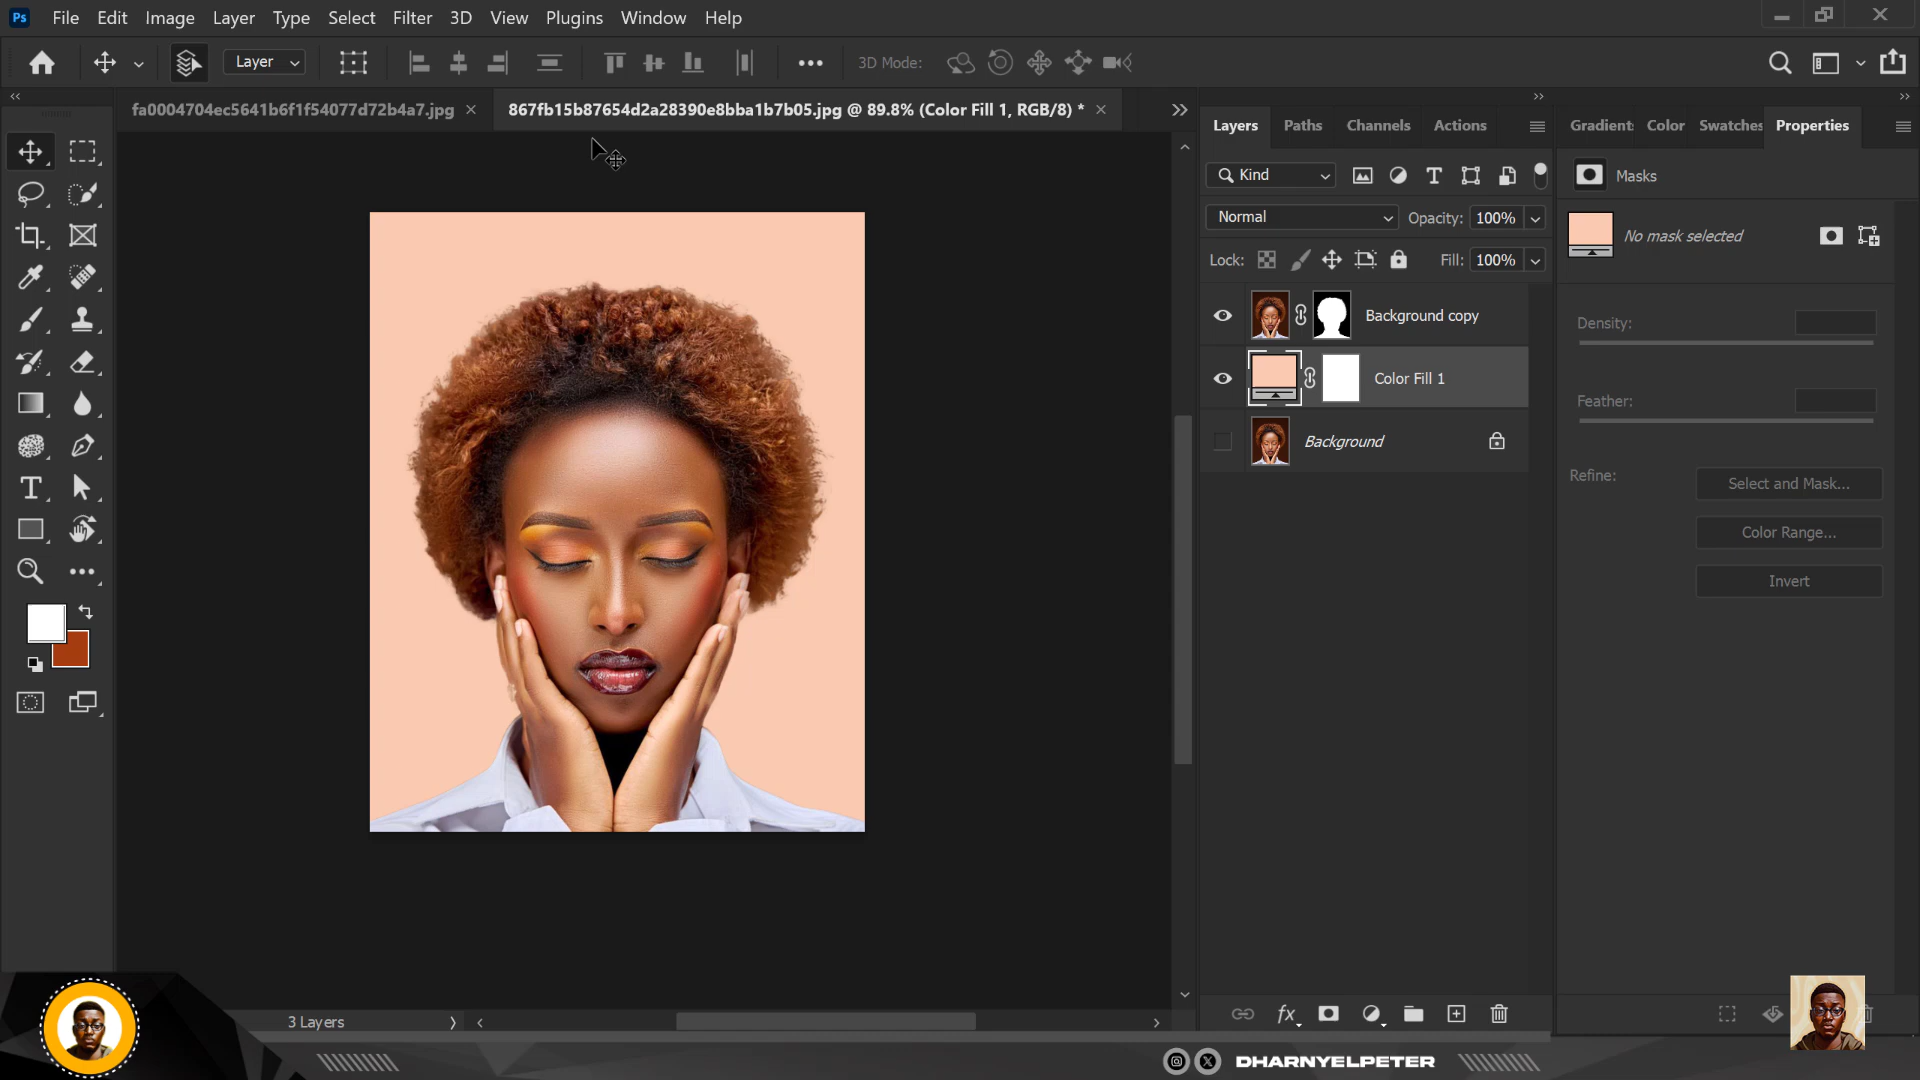 Ps File Edit Image Layer Type Select Filter 3D View Plugins Window Help
Layer 3D Mode:
fa0004704ec5641b6f1f54077d72b4a7.jpg 867fb15b87654d2a28390e8bba1b7b05.jpg @ 89.8% (Color Fill 1, RGB/8) *
Layers Paths Channels Actions
Kind
Normal Opacity: 100%
Lock: Fill: 100%
Background copy
Color Fill 1
Background
Gradient Color Swatches Properties
Masks
No mask selected
Density:
Feather:
Refine: Select and Mask...
Color Range...
Invert
3 Layers
DHARNYELPETER